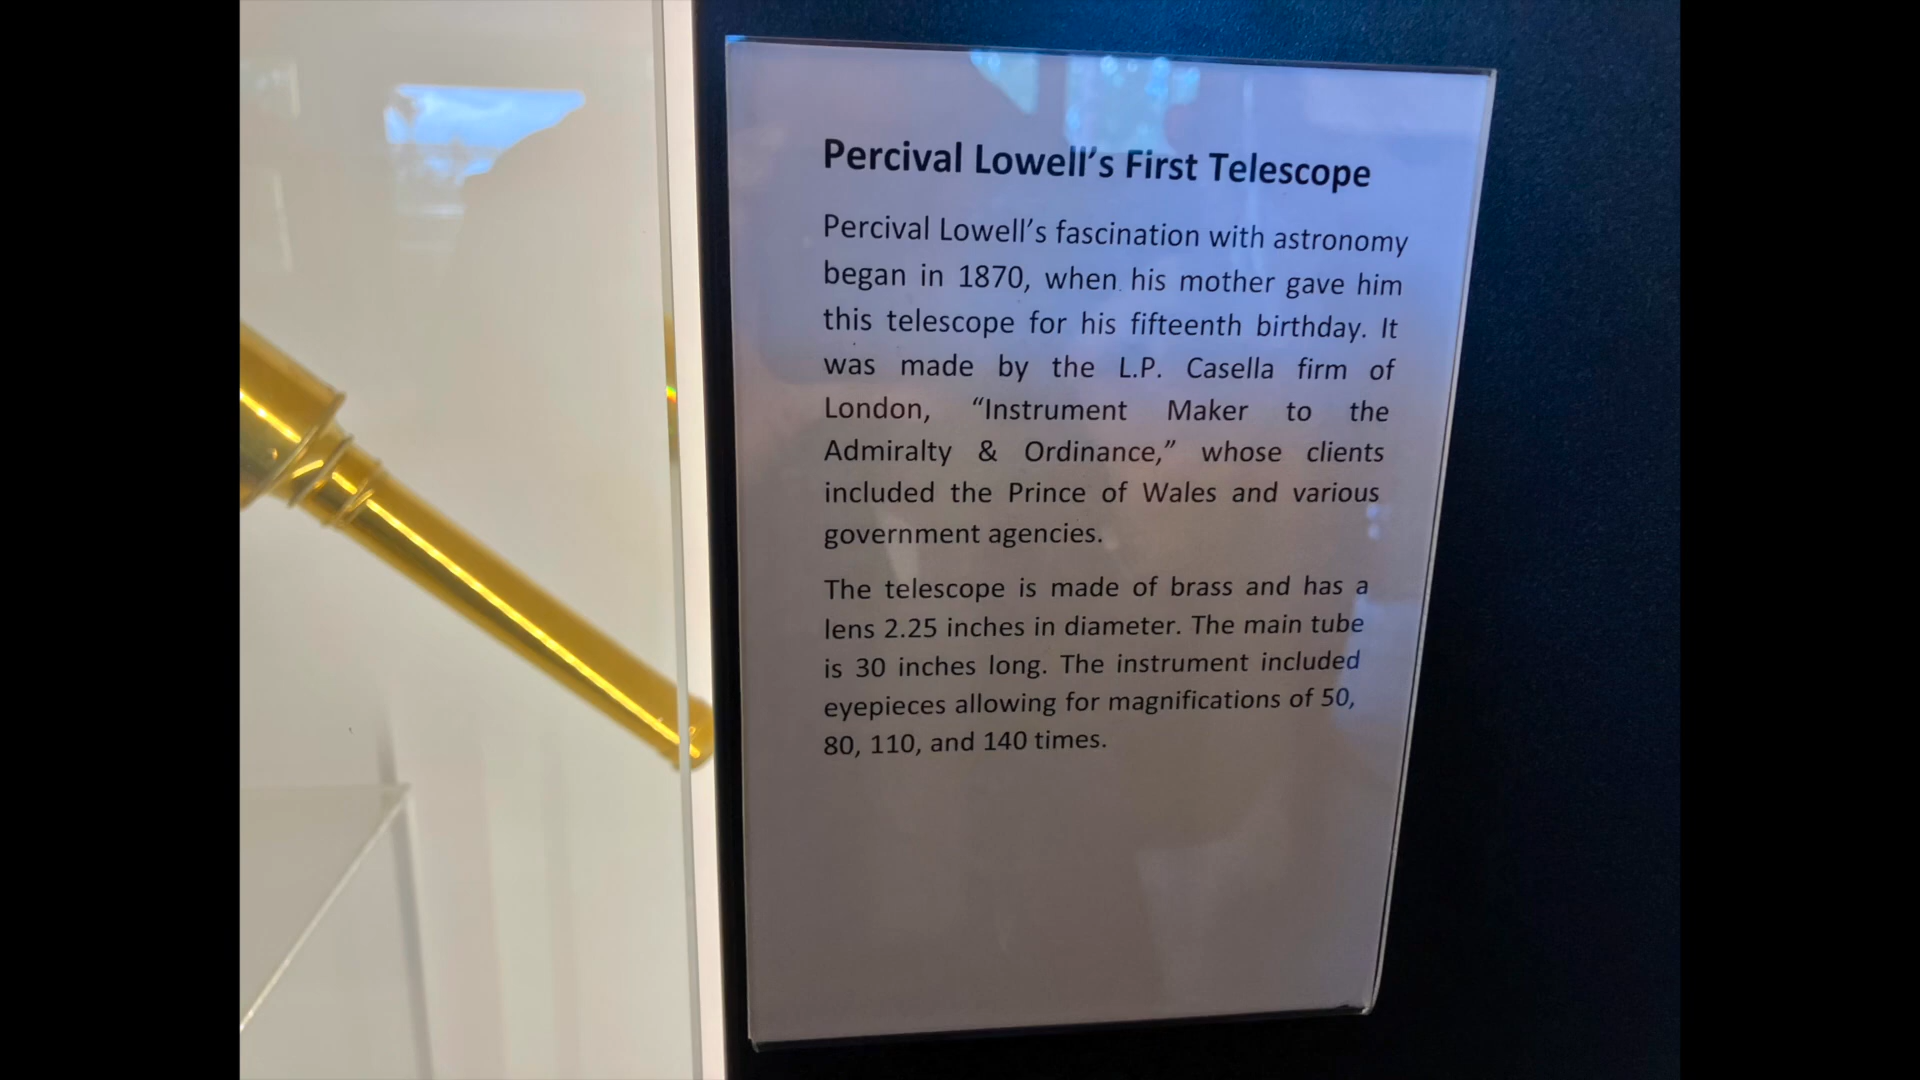 Percival Lowell's First Telescope
Percival Lowell's fascination with astronomy
began in 1870, when his mother gave him
this telescope for his fifteenth birthday. It
was made by the L.P. Casella firm of
London, “Instrument Maker to the
Admiralty & Ordinance,” whose clients
included the Prince of Wales and various
government agencies.
The telescope is made of brass and has a
lens 2.25 inches in diameter. The main tube
is 30 inches long. The instrument included
eyepieces allowing for magnifications of 50,
80, 110, and 140 times.